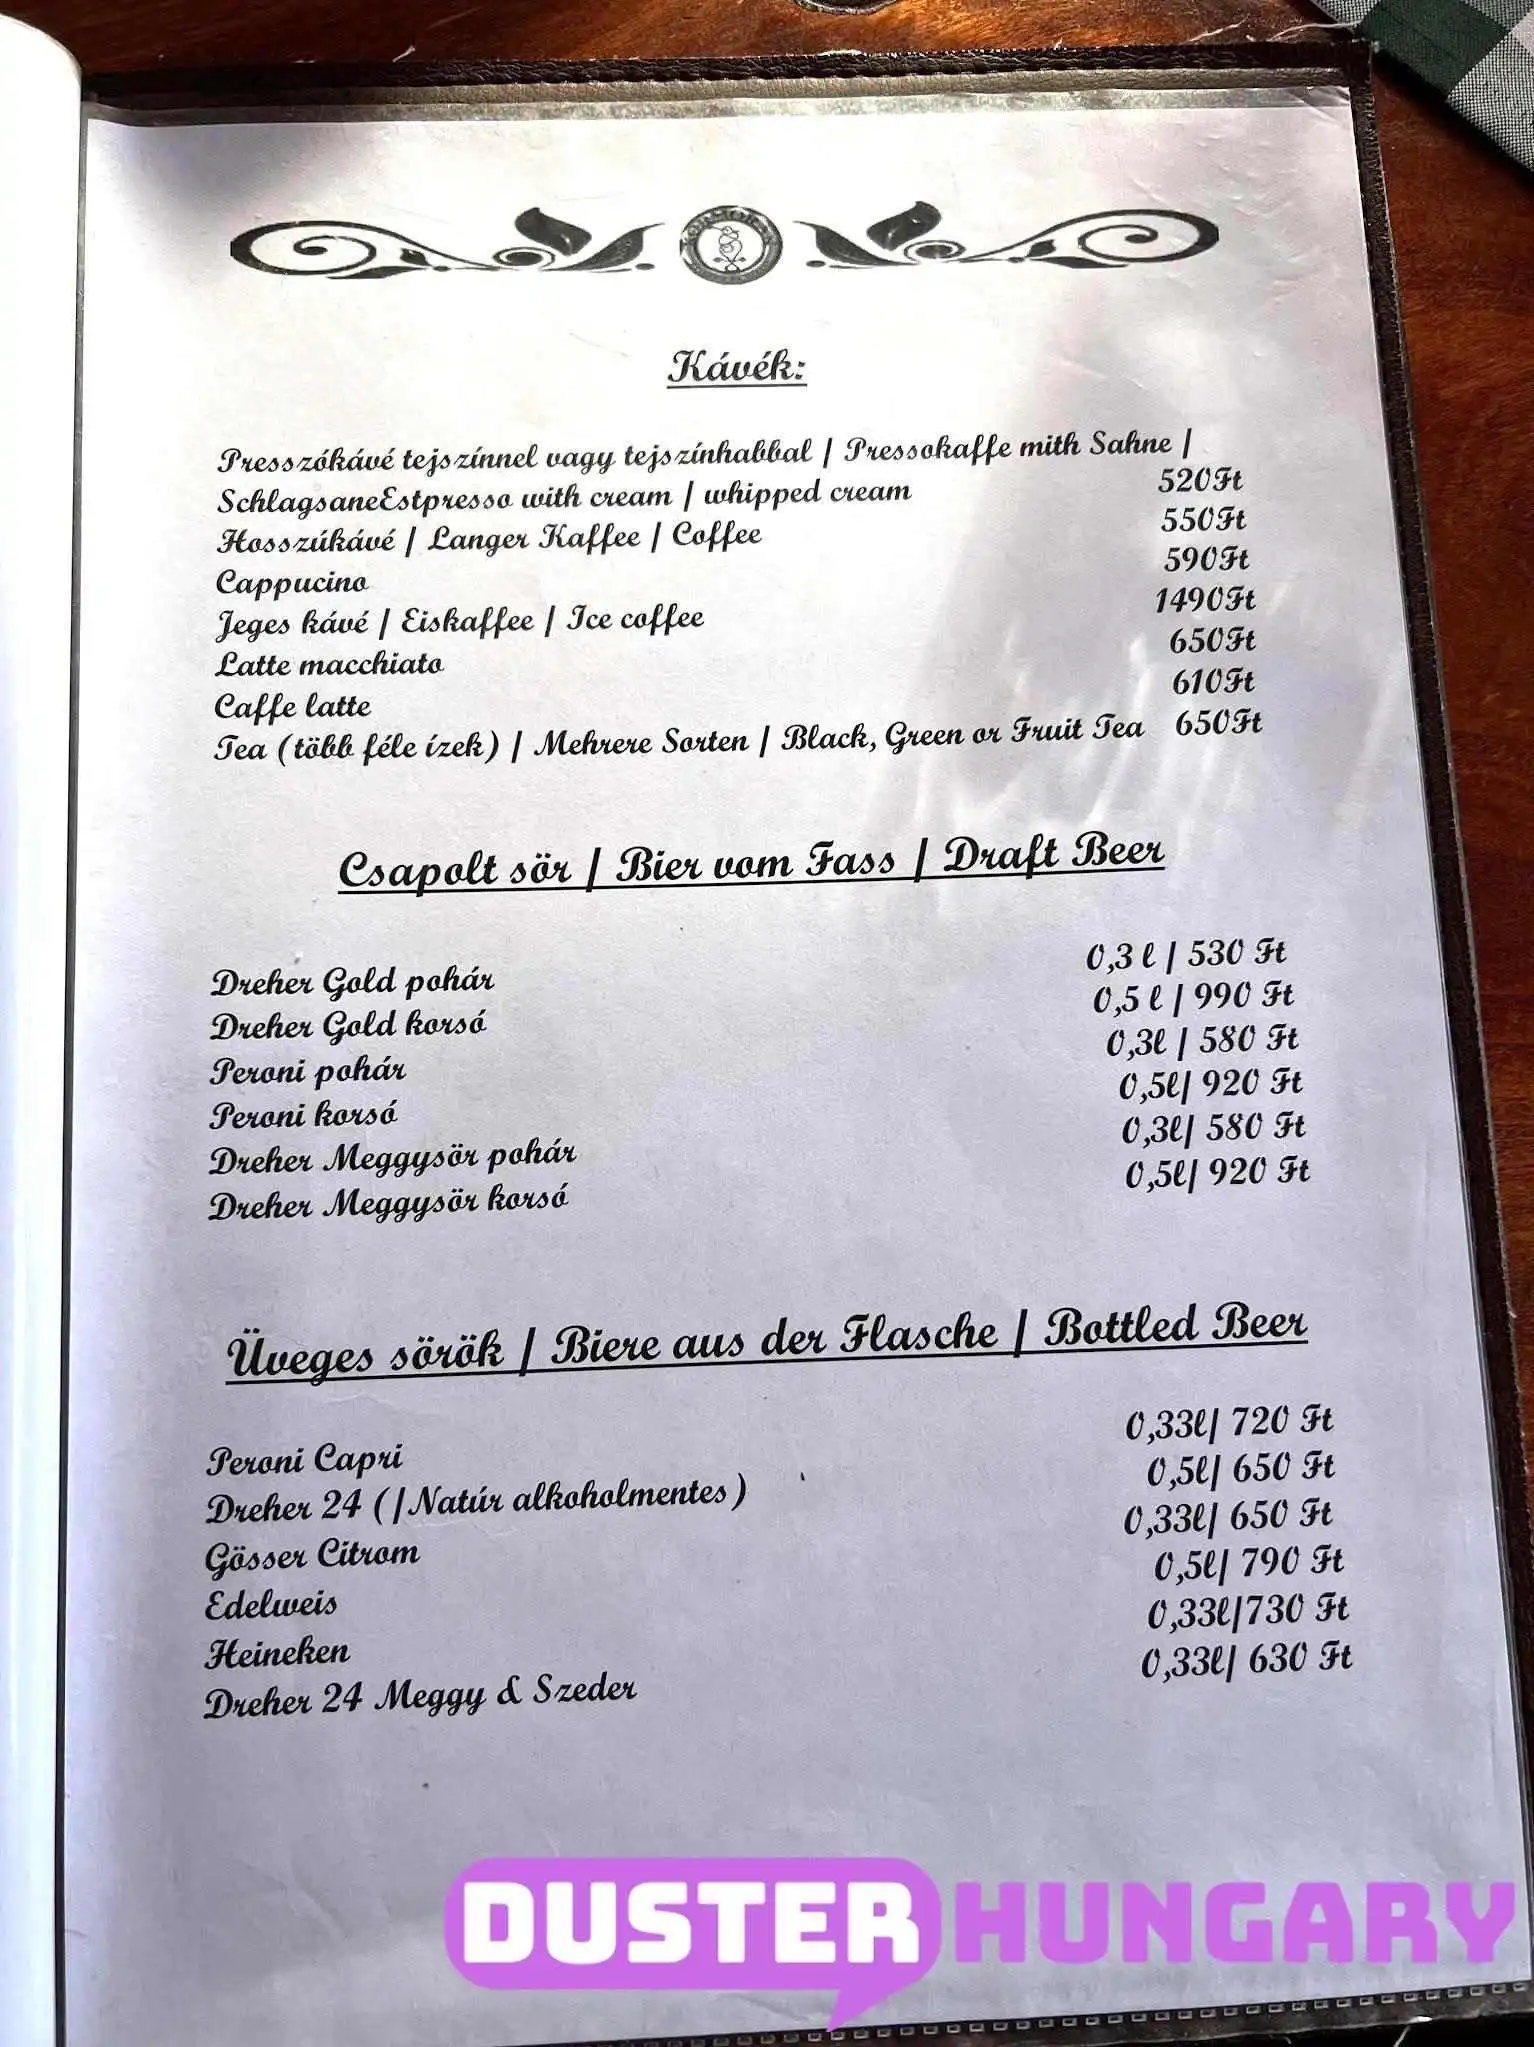 Kávék:
Presszókávé tejszínnel vagy tejszínhabbal | Pressokaffe mith Sahne |
SchlagsaneEstpresso with cream | whipped cream 520Ft
Hosszúkávé | Langer Kaffee | Coffee 550Ft
Cappucino 590Ft
Jeges kávé | Eiskaffee | Ice coffee 1490Ft
Latte macchiato 650Ft
Caffe latte 610Ft
Tea (több féle ízek) | Mehrere Sorten | Black, Green or Fruit Tea 650Ft
Csapolt sör | Bier vom Fass | Draft Beer
Dreher Gold pohár 0,3 l | 530 Ft
Dreher Gold korsó 0,5 l | 990 Ft
Peroni pohár 0,3l | 580 Ft
Peroni korsó 0,5l| 920 Ft
Dreher Meggysör pohár 0,3l| 580 Ft
Dreher Meggysör korsó 0,5l| 920 Ft
Üveges sörök | Biere aus der Flasche | Bottled Beer
Peroni Capri 0,33l| 720 Ft
Dreher 24 (|Natúr alkoholmentes) 0,5l| 650 Ft
Gösser Citrom 0,33l| 650 Ft
Edelweis 0,5l| 790 Ft
Heineken 0,33l|730 Ft
Dreher 24 Meggy & Szeder 0,33l| 630 Ft
DUSTERHUNGARY